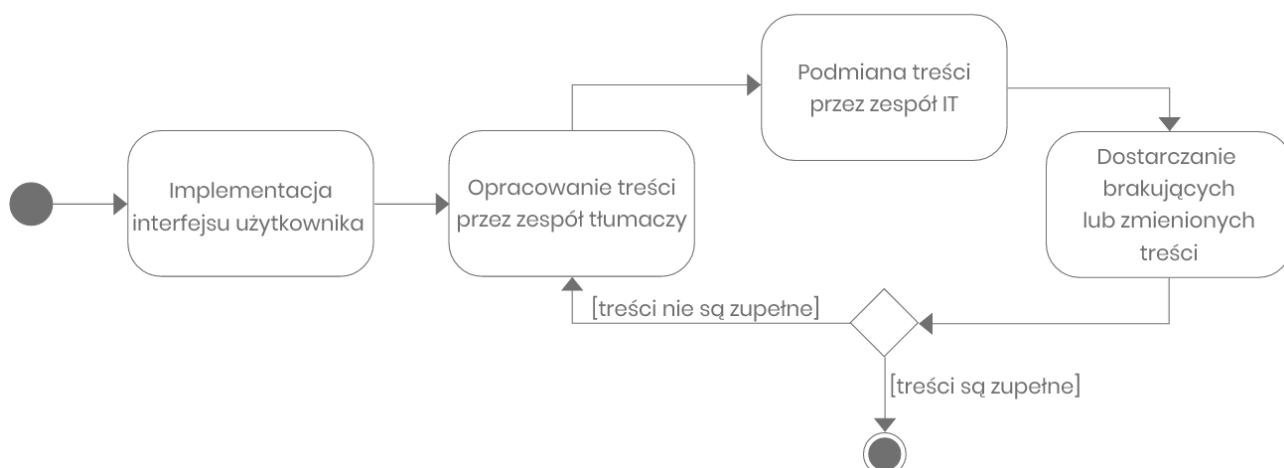 Implementacja
interfejsu użytkownika
Opracowanie treści
przez zespół tłumaczy
Podmiana treści
przez zespół IT
Dostarczanie
brakujących
lub zmienionych
treści
[treści nie są zupełne]
[treści są zupełne]